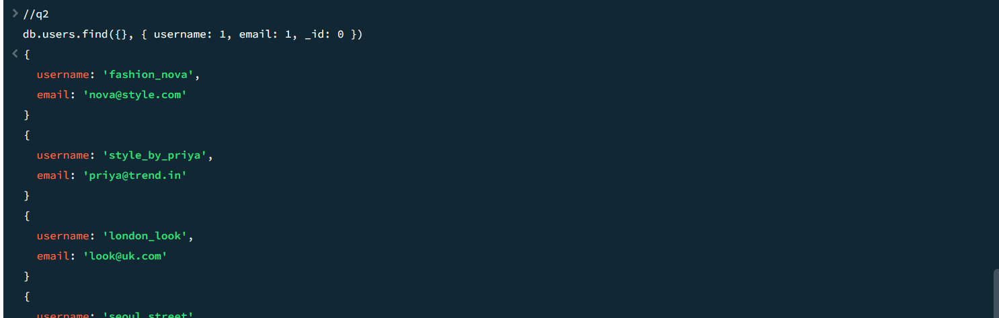 //q2
db.users.find({}, { username: 1, email: 1, _id: 0 })
{
username: 'fashion_nova',
email: 'nova@style.com'
}
{
username: 'style_by_priya',
email: 'priya@trend.in'
}
{
username: 'london_look',
email: 'look@uk.com'
}
{
username: 'seoul_street',